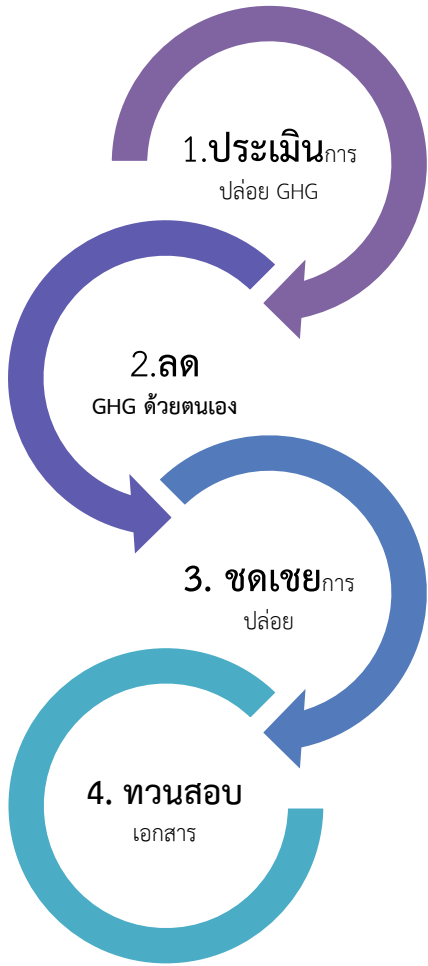 1.ประเมินการ
ปล่อย GHG
2.ลด
GHG ด้วยตนเอง
3. ชดเชยการ
ปล่อย
4. ทวนสอบ
เอกสาร